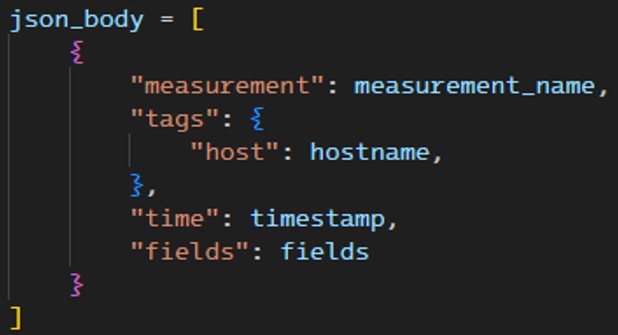 json_body = [
{
"measurement": measurement_name,
"tags": {
"host": hostname,
},
"time": timestamp,
"fields": fields
}
]